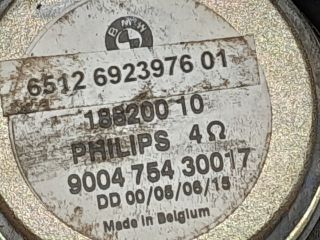 BMW
6512 6923976 01
188200 10
PHILIPS 4Ω
9004 754 30017
DD 00/06/06/15
Made in Belgium